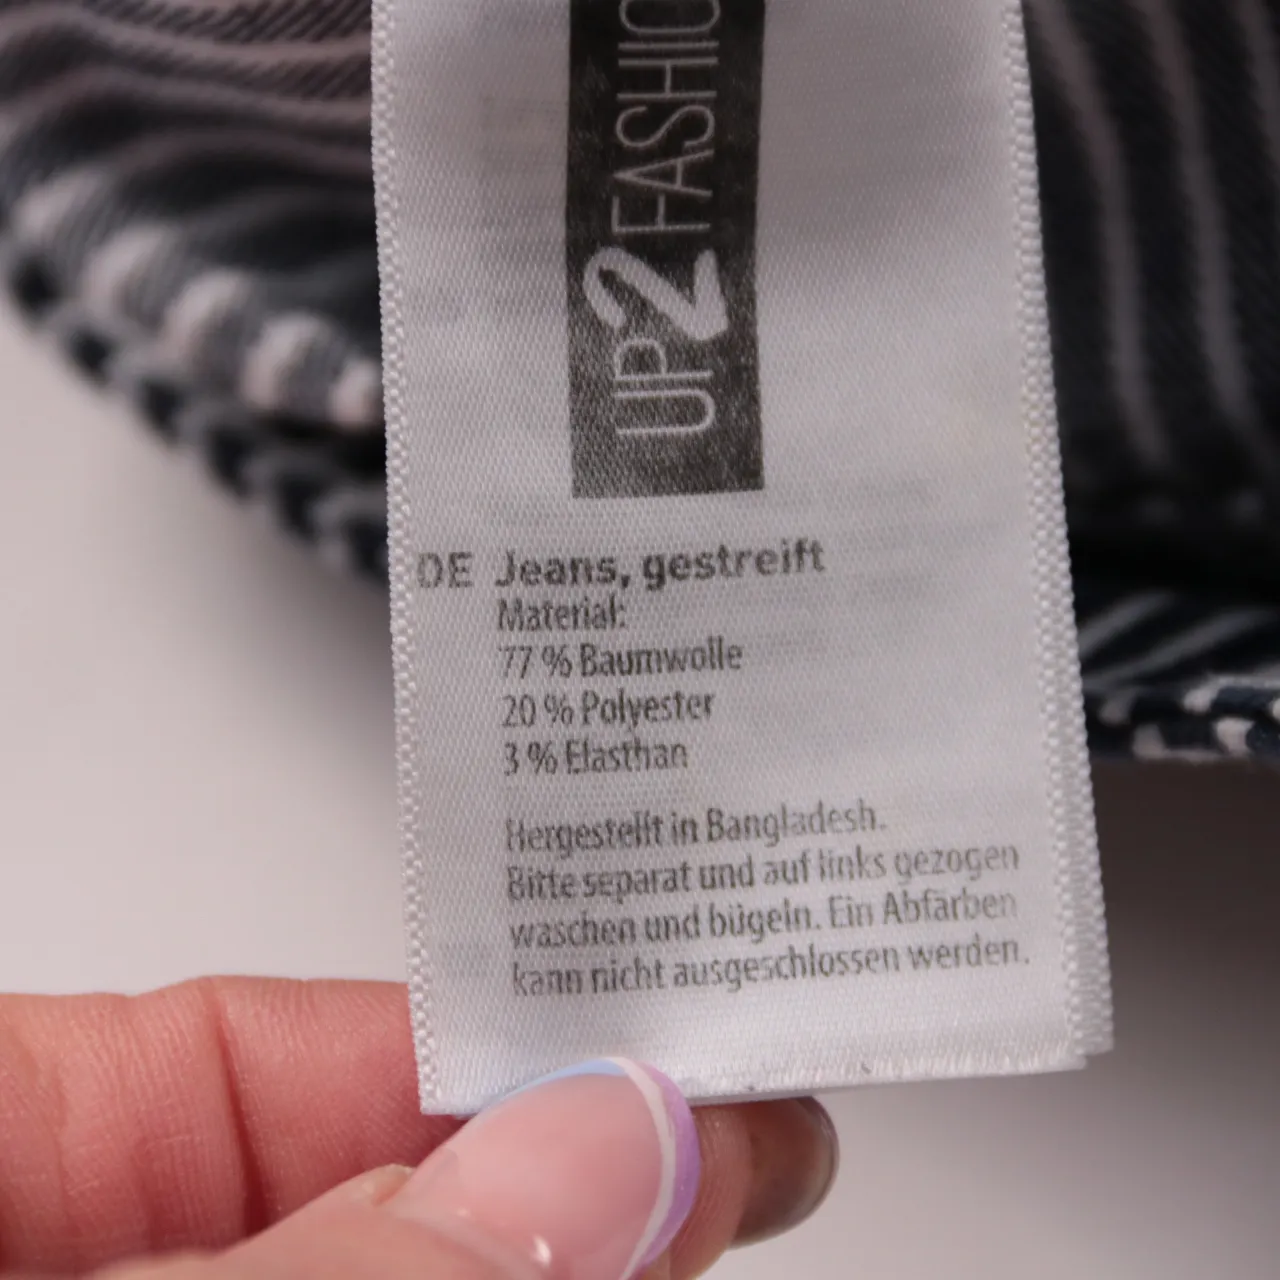 UP2FASHIO
DE Jeans, gestreift
Material:
77 % Baumwolle
20 % Polyester
3 % Elasthan
Hergestellt in Bangladesh.
Bitte separat und auf links gezogen
waschen und bügeln. Ein Abfärben
kann nicht ausgeschlossen werden.